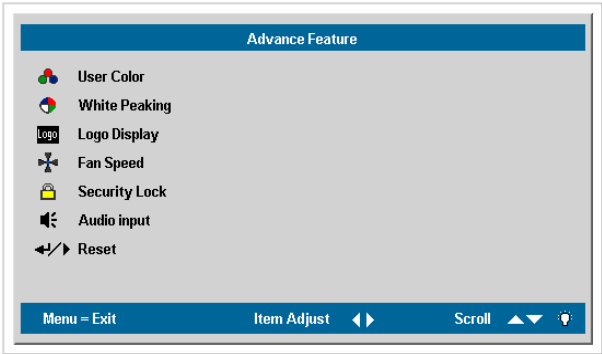 Advance Feature
User Color
White Peaking
Logo Logo Display
Fan Speed
Security Lock
Audio input
Reset
Menu = Exit Item Adjust Scroll